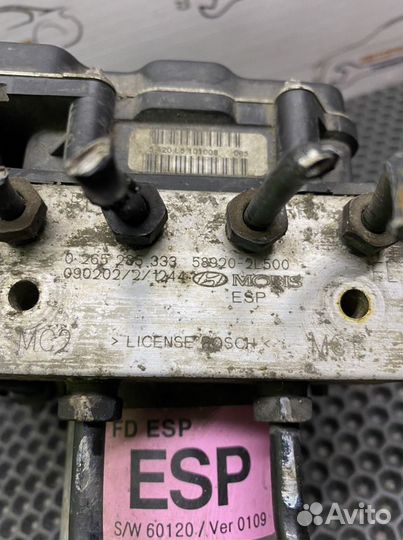 0 265 235 333 58920-2L500
090202/2/1244 MOBIS
ESP
MC2
> LICENSE BOSCH <
FD ESP
ESP
S/W 60120 / Ver 0109
Avito